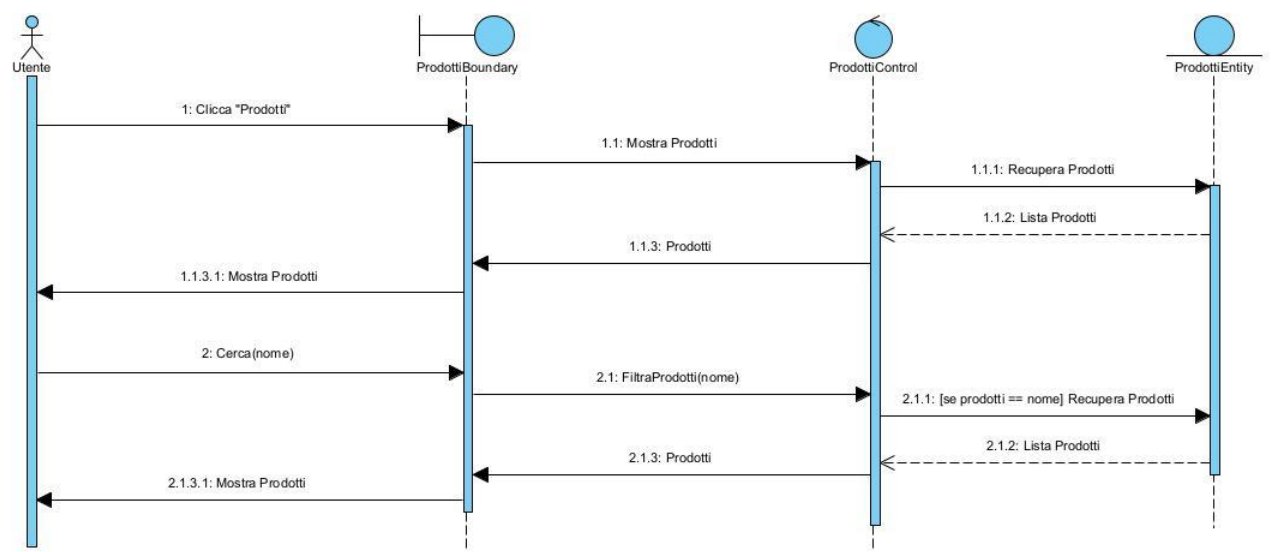 Utente
ProdottiBoundary
ProdottiControl
ProdottiEntity
1: Clicca "Prodotti"
1.1: Mostra Prodotti
1.1.1: Recupera Prodotti
1.1.2: Lista Prodotti
1.1.3: Prodotti
1.1.3.1: Mostra Prodotti
2: Cerca(nome)
2.1: FiltraProdotti(nome)
2.1.1: [se prodotti == nome] Recupera Prodotti
2.1.2: Lista Prodotti
2.1.3: Prodotti
2.1.3.1: Mostra Prodotti